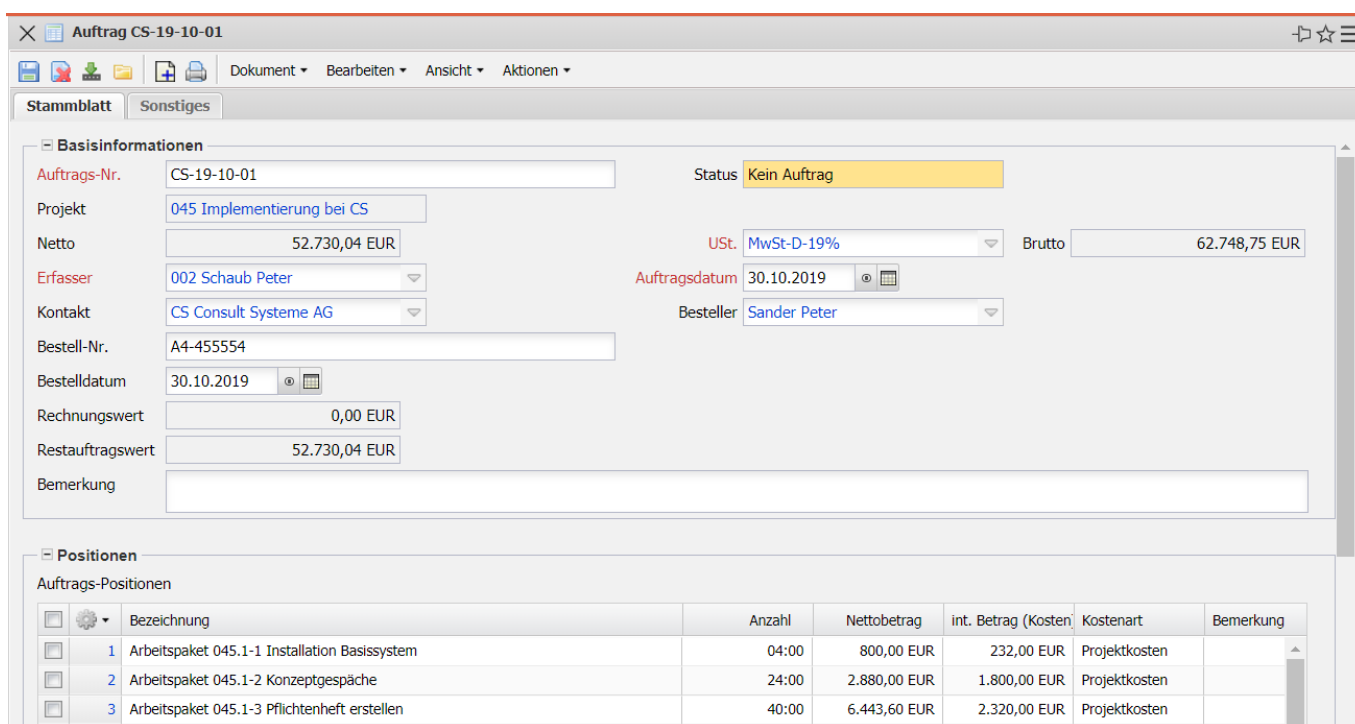 Auftrag CS-19-10-01
Dokument Bearbeiten Ansicht Aktionen
Stammblatt Sonstiges
Basisinformationen
Auftrags-Nr. CS-19-10-01 Status Kein Auftrag
Projekt 045 Implementierung bei CS
Netto 52.730,04 EUR USt. MwSt-D-19% Brutto 62.748,75 EUR
Erfasser 002 Schaub Peter Auftragsdatum 30.10.2019
Kontakt CS Consult Systeme AG Besteller Sander Peter
Bestell-Nr. A4-455554
Bestelldatum 30.10.2019
Rechnungswert 0,00 EUR
Restauftragswert 52.730,04 EUR
Bemerkung
Positionen
Auftrags-Positionen
Bezeichnung Anzahl Nettobetrag int. Betrag (Kosten) Kostenart Bemerkung
1 Arbeitspaket 045.1-1 Installation Basissystem 04:00 800,00 EUR 232,00 EUR Projektkosten
2 Arbeitspaket 045.1-2 Konzeptgespäche 24:00 2.880,00 EUR 1.800,00 EUR Projektkosten
3 Arbeitspaket 045.1-3 Pflichtenheft erstellen 40:00 6.443,60 EUR 2.320,00 EUR Projektkosten